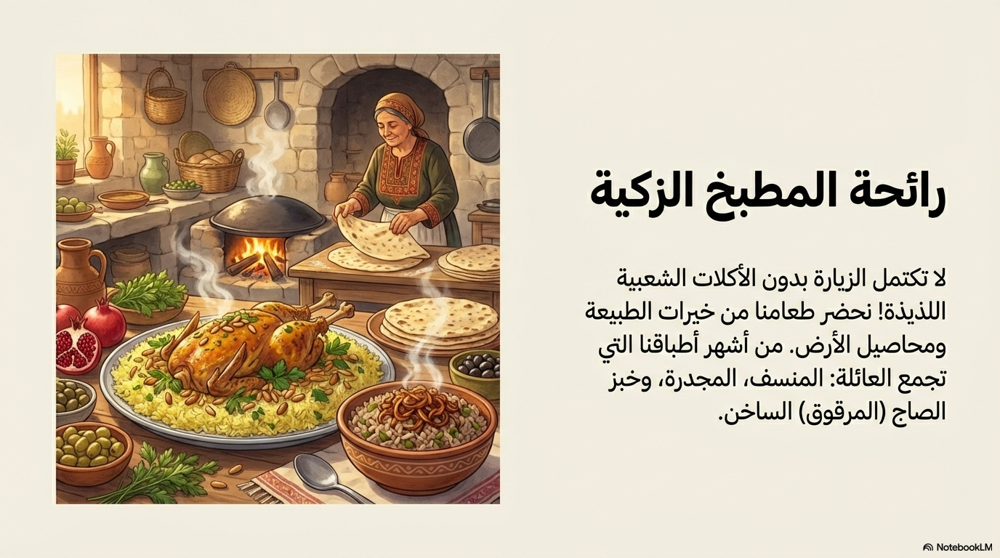 رائحة المطبخ الزكية
لا تكتمل الزيارة بدون الأكلات الشعبية
اللذيذة! نحضر طعامنا من خيرات الطبيعة
ومحاصيل الأرض. من أشهر أطباقنا التي
تجمع العائلة: المنسف، المجدرة، وخبز
الصاج (المرقوق) الساخن.
NotebookLM